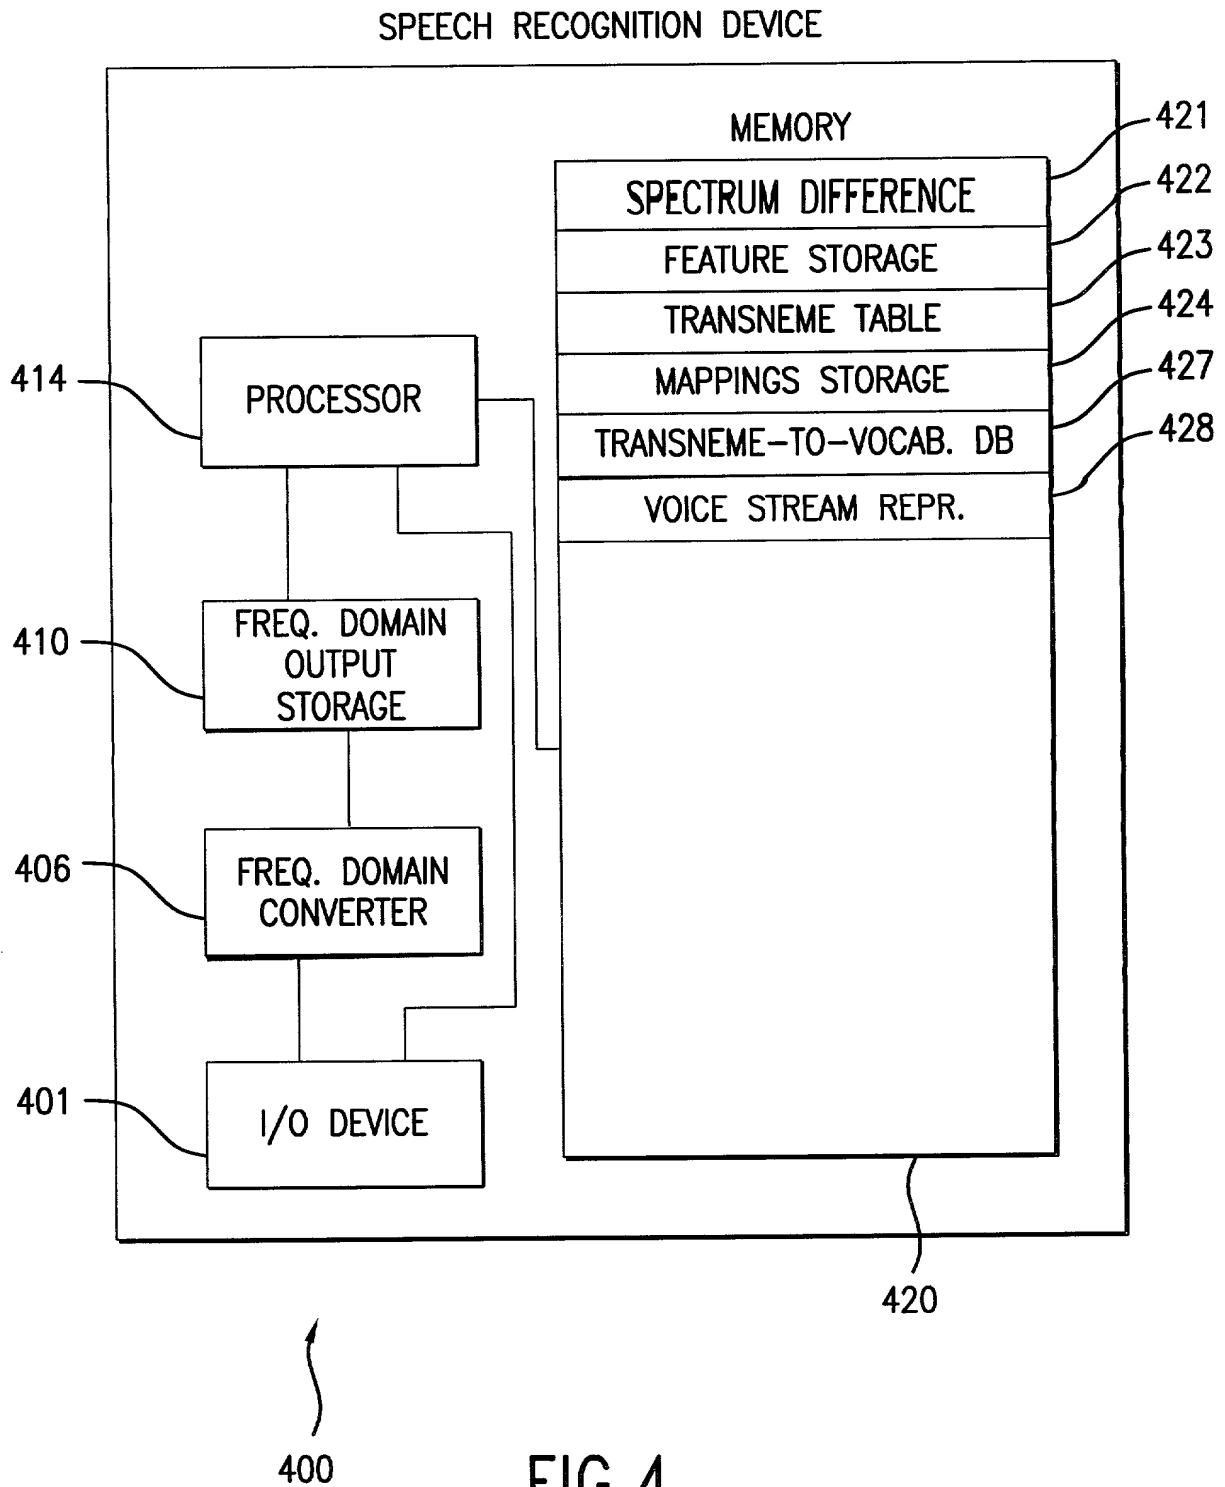 SPEECH RECOGNITION DEVICE
MEMORY
421
SPECTRUM DIFFERENCE
422
FEATURE STORAGE
423
TRANSNEME TABLE
424
MAPPINGS STORAGE
427
TRANSNEME-TO-VOCAB. DB
428
VOICE STREAM REPR.
414
PROCESSOR
410
FREQ. DOMAIN
OUTPUT
STORAGE
406
FREQ. DOMAIN
CONVERTER
401
I/O DEVICE
420
400
FIG. 4